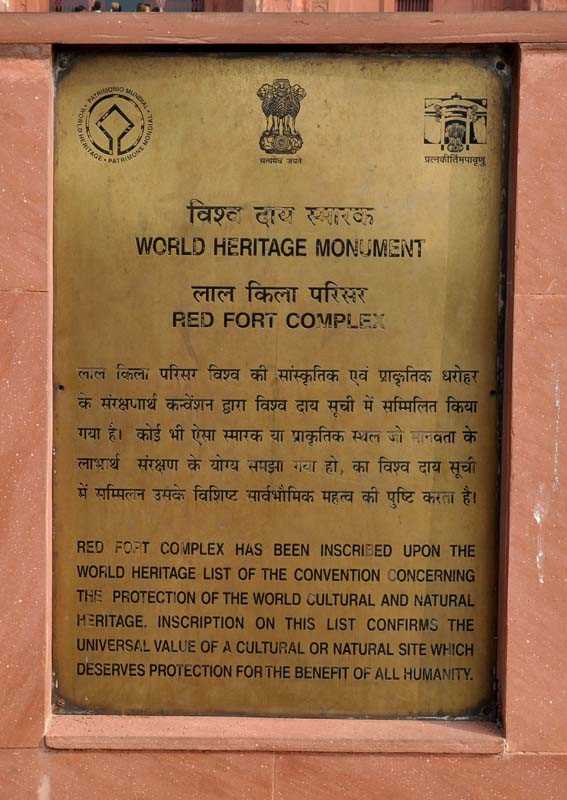 WORLD HERITAGE • PATRIMOINE MONDIAL • PATRIMONIO MUNDIAL •
सत्यमेव जयते
प्रत्नकीर्तिमपावृणु
विश्व दाय स्मारक
WORLD HERITAGE MONUMENT
लाल किला परिसर
RED FORT COMPLEX
लाल किला परिसर विश्व की सांस्कृतिक एवं प्राकृतिक धरोहर
के संरक्षणार्थ कन्वेंशन द्वारा विश्व दाय सूची में सम्मिलित किया
गया है। कोई भी ऐसा स्मारक या प्राकृतिक स्थल जो मानवता के
लाभार्थ संरक्षण के योग्य समझा गया हो, का विश्व दाय सूची
में सम्मिलन उसके विशिष्ट सार्वभौमिक महत्व की पुष्टि करता है।
RED FORT COMPLEX HAS BEEN INSCRIBED UPON THE
WORLD HERITAGE LIST OF THE CONVENTION CONCERNING
THE PROTECTION OF THE WORLD CULTURAL AND NATURAL
HERITAGE. INSCRIPTION ON THIS LIST CONFIRMS THE
UNIVERSAL VALUE OF A CULTURAL OR NATURAL SITE WHICH
DESERVES PROTECTION FOR THE BENEFIT OF ALL HUMANITY.